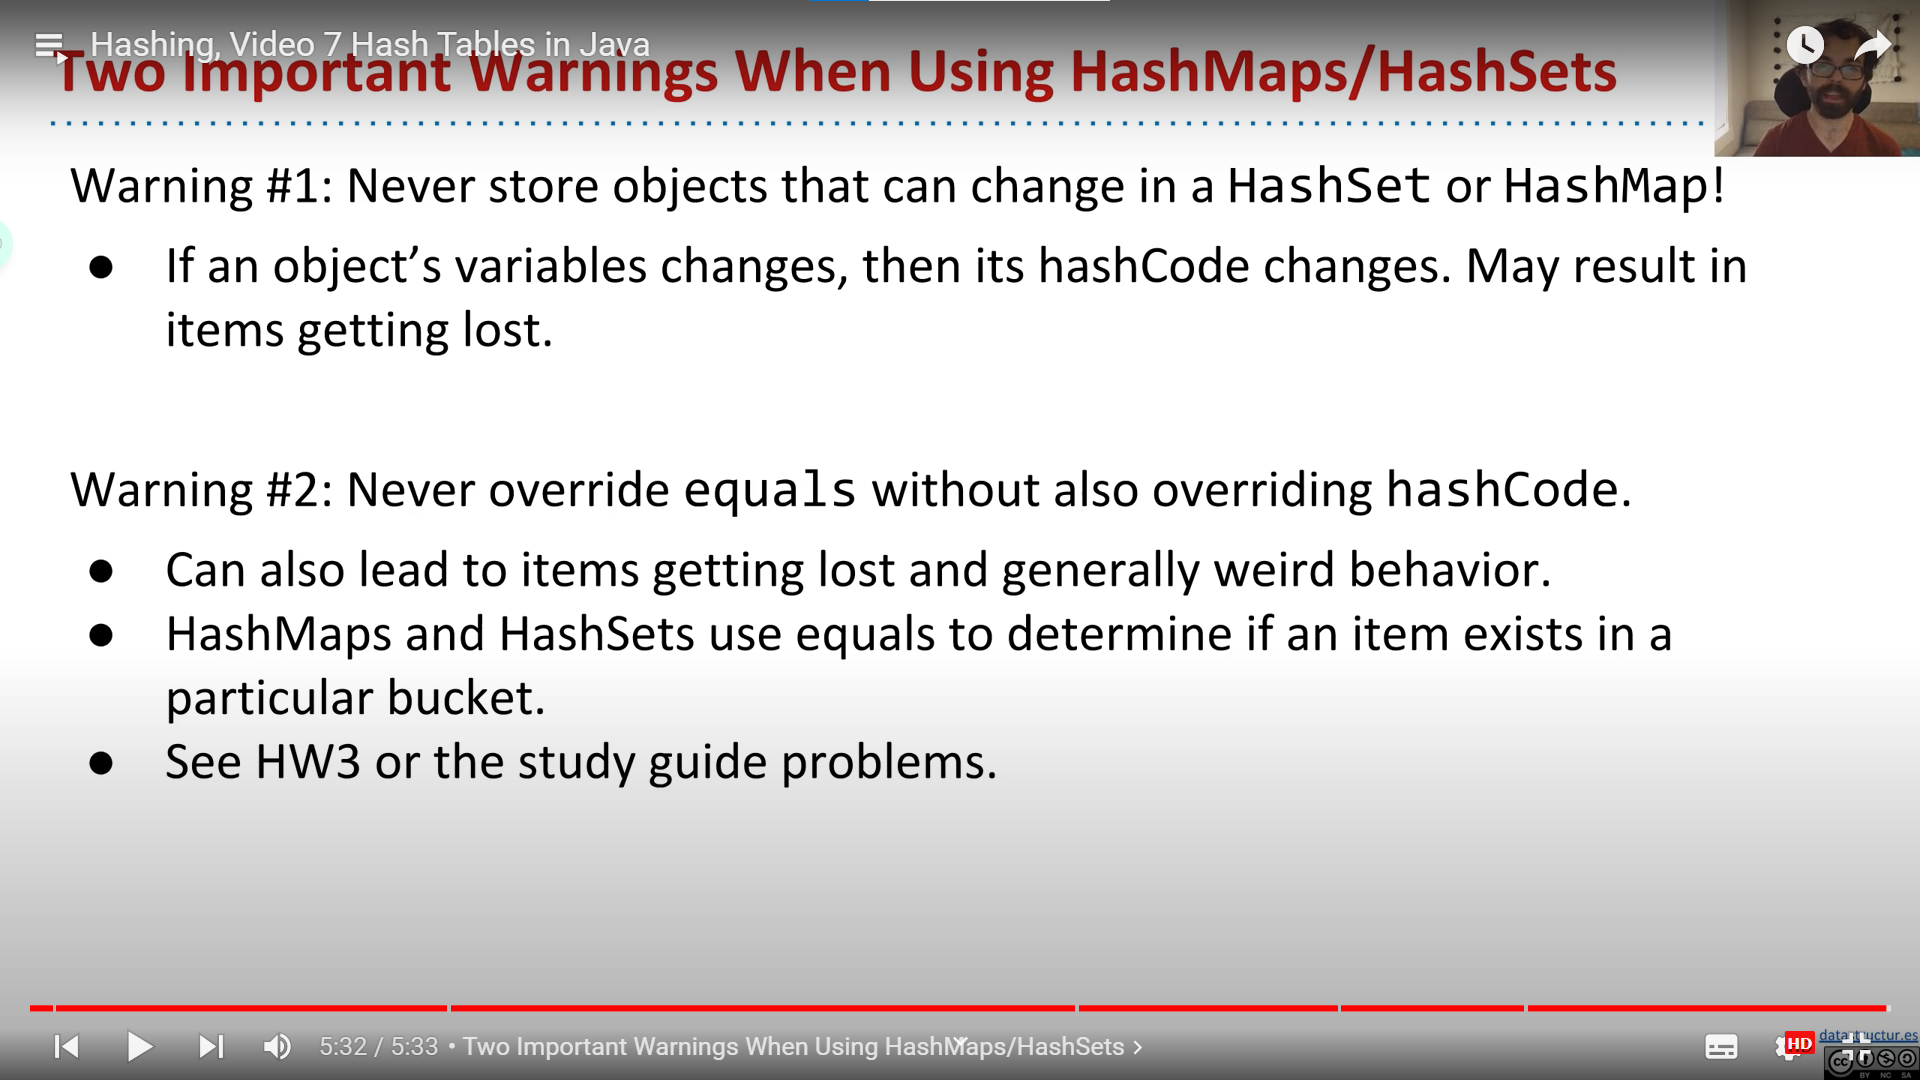 Hashing, Video 7 Hash Tables in Java
Two Important Warnings When Using HashMaps/HashSets
Warning #1: Never store objects that can change in a HashSet or HashMap!
● If an object’s variables changes, then its hashCode changes. May result in
items getting lost.
Warning #2: Never override equals without also overriding hashCode.
● Can also lead to items getting lost and generally weird behavior.
● HashMaps and HashSets use equals to determine if an item exists in a
particular bucket.
● See HW3 or the study guide problems.
5:32 / 5:33 • Two Important Warnings When Using HashMaps/HashSets
HD
datastructur.es
cc
BY NC SA